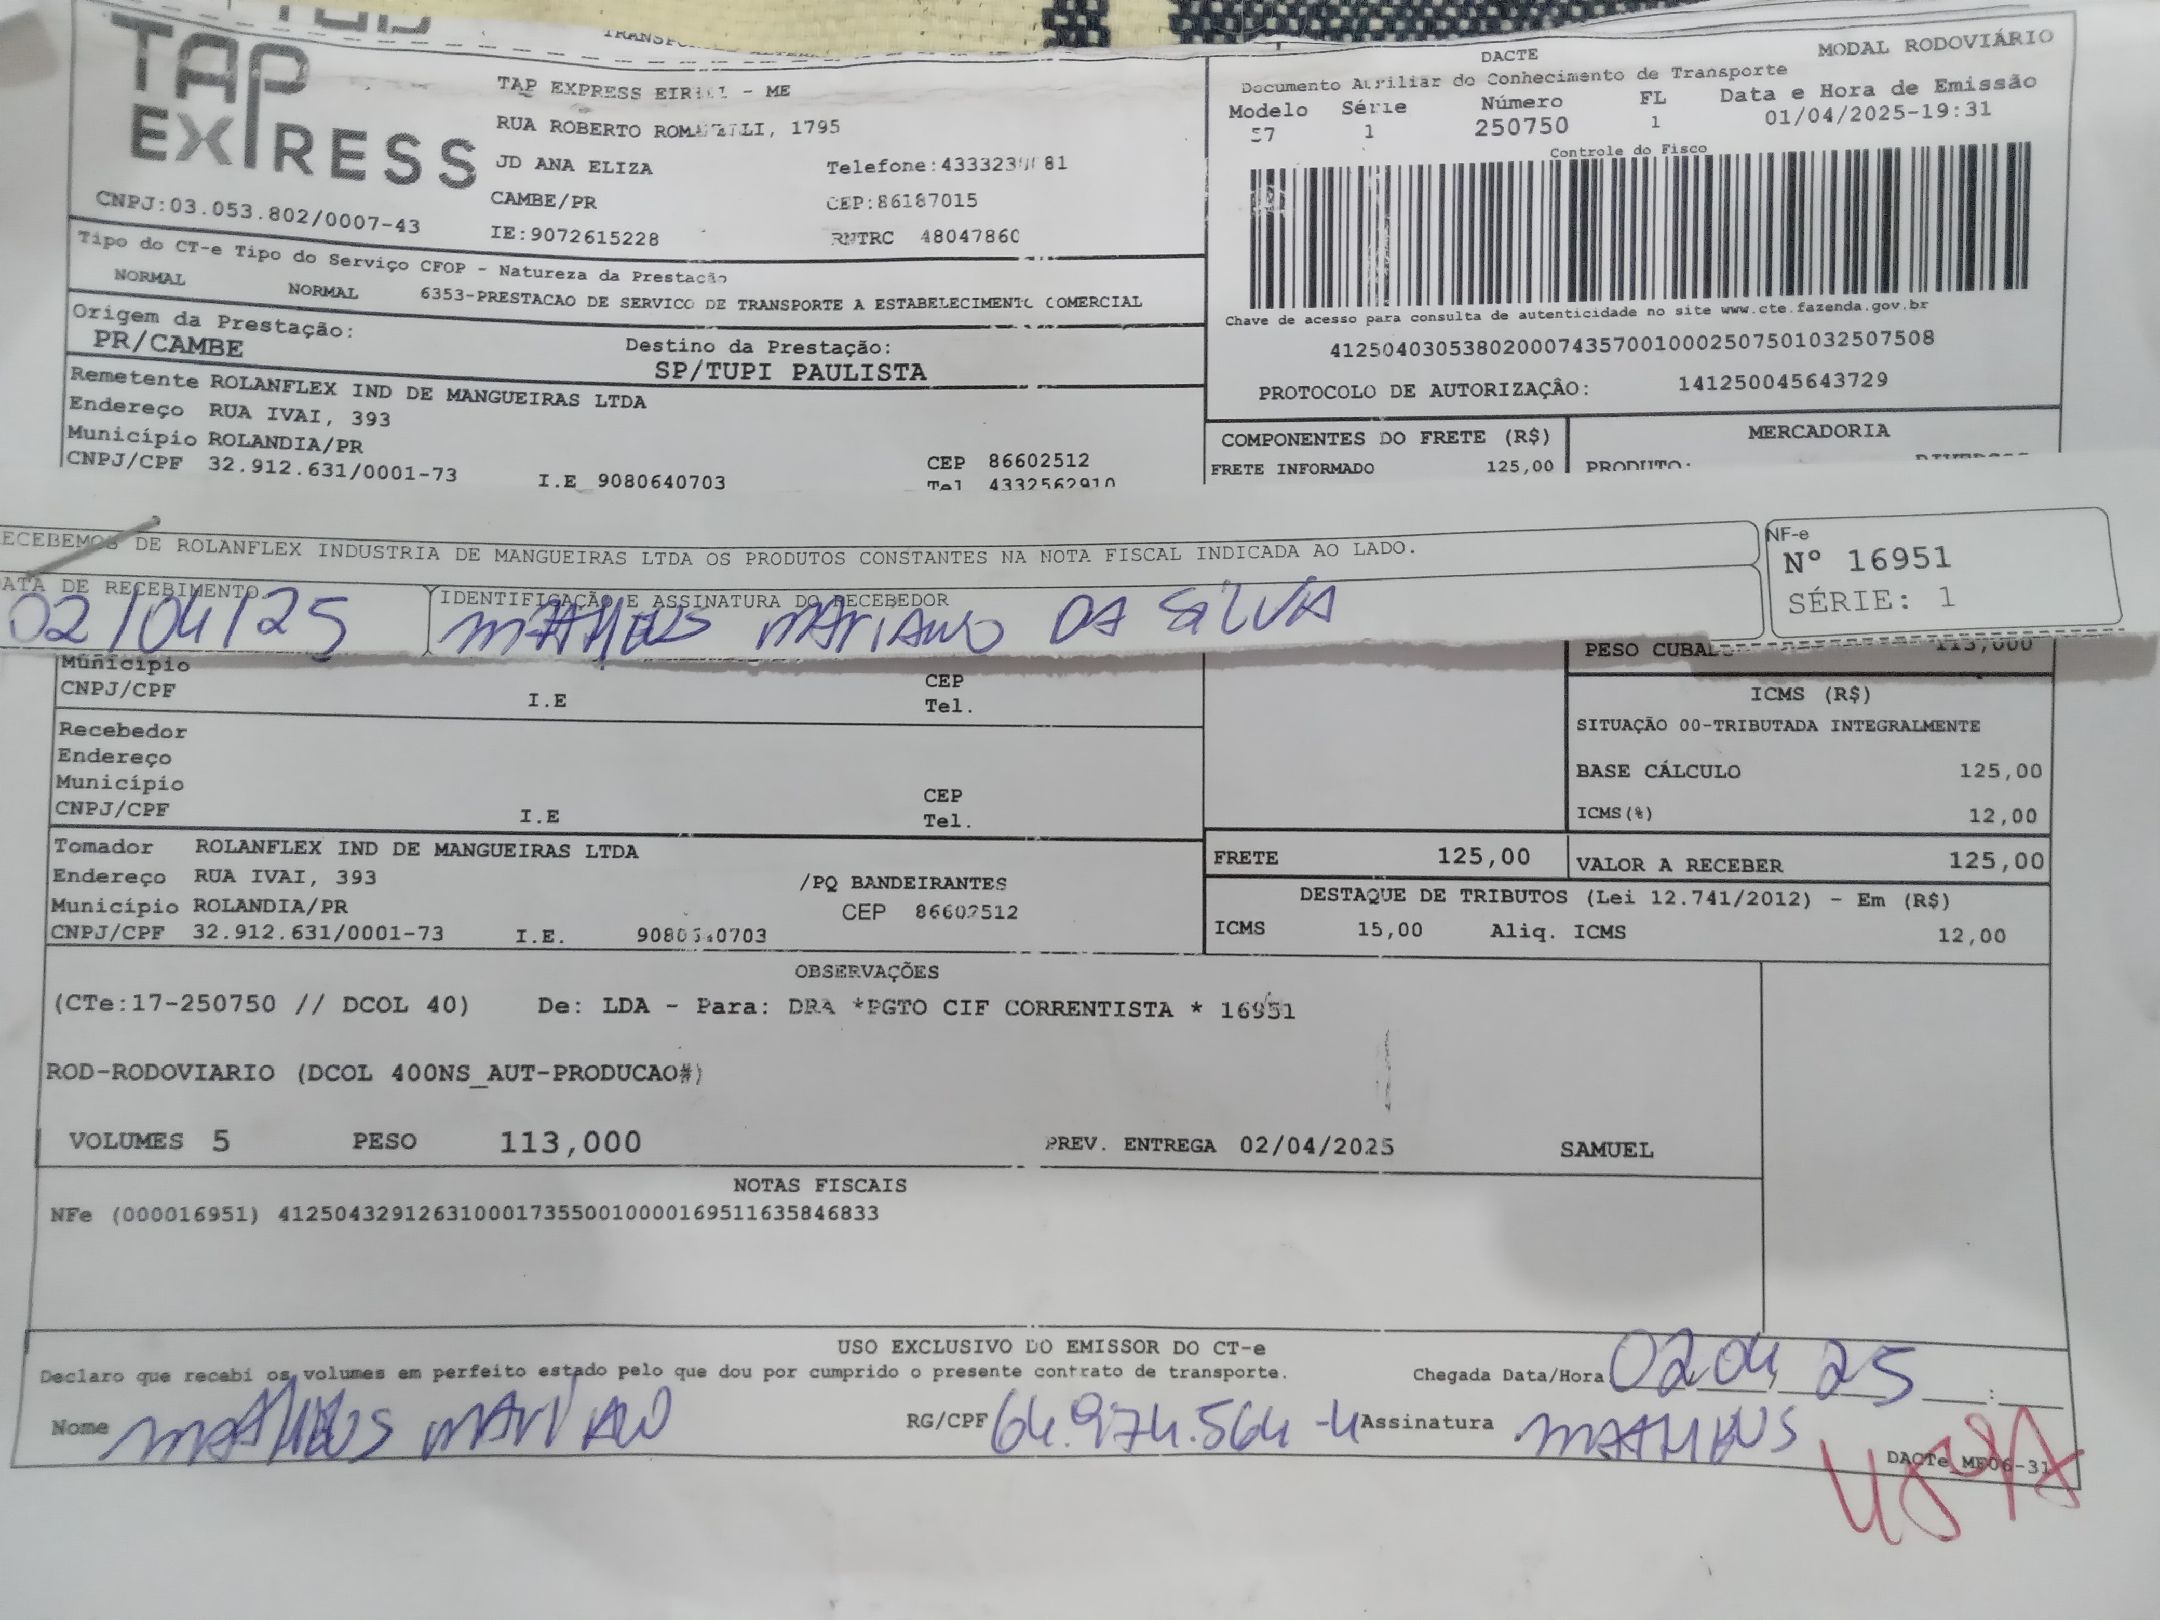 TAP
EXPRESS
CNPJ:03.053.802/0007-43
TAP EXPRESS - ME
RUA ROBERTO 1795
JD ANA ELIZA
CAMBE/PR CEP:86187015
IE:9072615228 RNTRC 48047860
DACTE MODAL RODOVIÁRIO
Documento Auxiliar do Conhecimento de Transporte
Modelo Série Número FL Data e Hora de Emissão
57 1 250750 1 01/04/2025-19:31
Controle do Fisco
Chave de acesso para consulta de autenticidade no site www.cte.fazenda.gov.br
41250403053802000743570010002507501032507508
PROTOCOLO DE AUTORIZAÇÃO: 141250045643729
Tipo do CT-e Tipo do Serviço CFOP - Natureza da Prestação
NORMAL NORMAL 6353-PRESTACAO DE SERVICO DE TRANSPORTE A ESTABELECIMENTO COMERCIAL
Origem da Prestação: Destino da Prestação:
PR/CAMBE SP/TUPI PAULISTA
Remetente ROLANFLEX IND DE MANGUEIRAS LTDA
Endereço RUA IVAI, 393
Município ROLANDIA/PR CEP 86602512
CNPJ/CPF 32.912.631/0001-73 I.E 9080640703 Tel 4332562910
COMPONENTES DO FRETE (R$) MERCADORIA
FRETE INFORMADO 125,00 PRODUTO:
ECEBEMOS DE ROLANFLEX INDUSTRIA DE MANGUEIRAS LTDA OS PRODUTOS CONSTANTES NA NOTA FISCAL INDICADA AO LADO.
DATA DE RECEBIMENTO IDENTIFICAÇÃO E ASSINATURA DO RECEBEDOR
02/04/25 MATHEUS MARIANO DA SILVA
NF-e
Nº 16951
SÉRIE: 1
PESO CUBAD 113,000
Município CEP
CNPJ/CPF I.E Tel.
Recebedor
Endereço
Município CEP
CNPJ/CPF I.E Tel.
ICMS (R$)
SITUAÇÃO 00-TRIBUTADA INTEGRALMENTE
BASE CÁLCULO 125,00
ICMS(%) 12,00
Tomador ROLANFLEX IND DE MANGUEIRAS LTDA
Endereço RUA IVAI, 393 /PQ BANDEIRANTES
Município ROLANDIA/PR CEP 86602512
CNPJ/CPF 32.912.631/0001-73 I.E. 9080640703
FRETE 125,00 VALOR A RECEBER 125,00
DESTAQUE DE TRIBUTOS (Lei 12.741/2012) - Em (R$)
ICMS 15,00 Aliq. ICMS 12,00
OBSERVAÇÕES
(CTe:17-250750 // DCOL 40) De: LDA - Para: DRA *PGTO CIF CORRENTISTA * 16951
ROD-RODOVIARIO (DCOL 400NS_AUT-PRODUCAO#)
VOLUMES 5 PESO 113,000 PREV. ENTREGA 02/04/2025 SAMUEL
NOTAS FISCAIS
NFe (000016951) 41250432912631000173550010000169511635846833
USO EXCLUSIVO DO EMISSOR DO CT-e
Declaro que recebi os volumes em perfeito estado pelo que dou por cumprido o presente contrato de transporte. Chegada Data/Hora 02 04 25
Nome MATHEUS MARIANO RG/CPF 64.974.564-4 Assinatura MATHEUS
DACTe_MF06-31